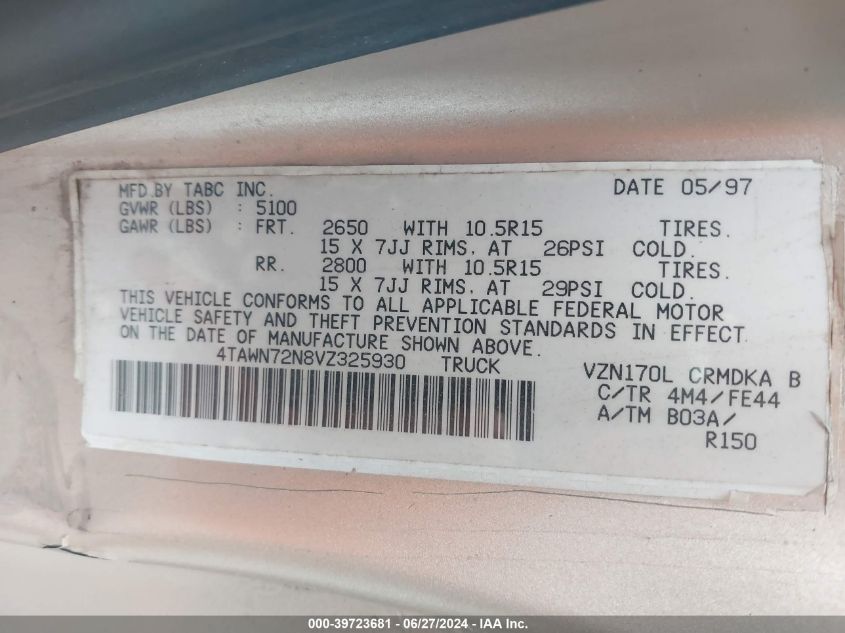 MFD.BY TABC INC. DATE 05/97
GVWR (LBS) : 5100
GAWR (LBS) : FRT. 2650 WITH 10.5R15 TIRES.
15 X 7JJ RIMS. AT 26PSI COLD.
RR. 2800 WITH 10.5R15 TIRES.
15 X 7JJ RIMS. AT 29PSI COLD.
THIS VEHICLE CONFORMS TO ALL APPLICABLE FEDERAL MOTOR
VEHICLE SAFETY AND THEFT PREVENTION STANDARDS IN EFFECT
ON THE DATE OF MANUFACTURE SHOWN ABOVE.
4TAWN72N8VZ325930 TRUCK
VZN170L CRMDKA B
C/TR 4M4/FE44
A/TM B03A/
R150
000-39723681 - 06/27/2024 - IAA Inc.